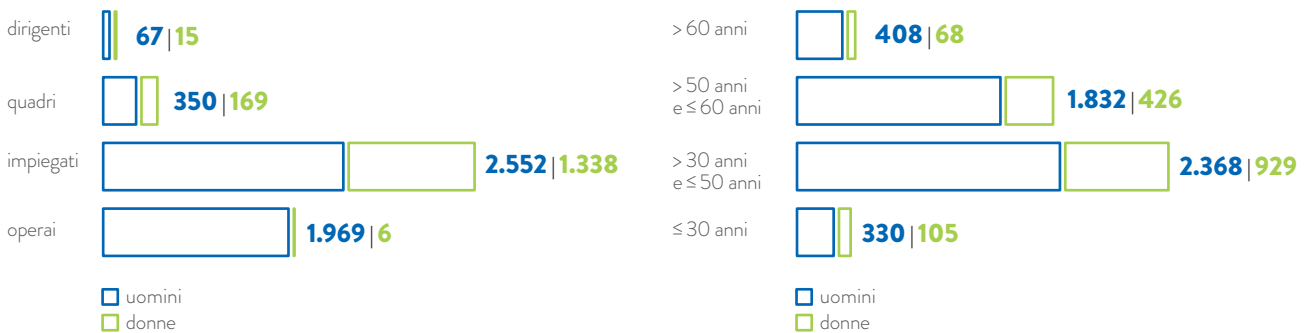 dirigenti
67|15
quadri
350|169
impiegati
2.552|1.338
operai
1.969|6
uomini
donne
> 60 anni
408|68
> 50 anni
e ≤ 60 anni
1.832|426
> 30 anni
e ≤ 50 anni
2.368|929
≤ 30 anni
330|105
uomini
donne